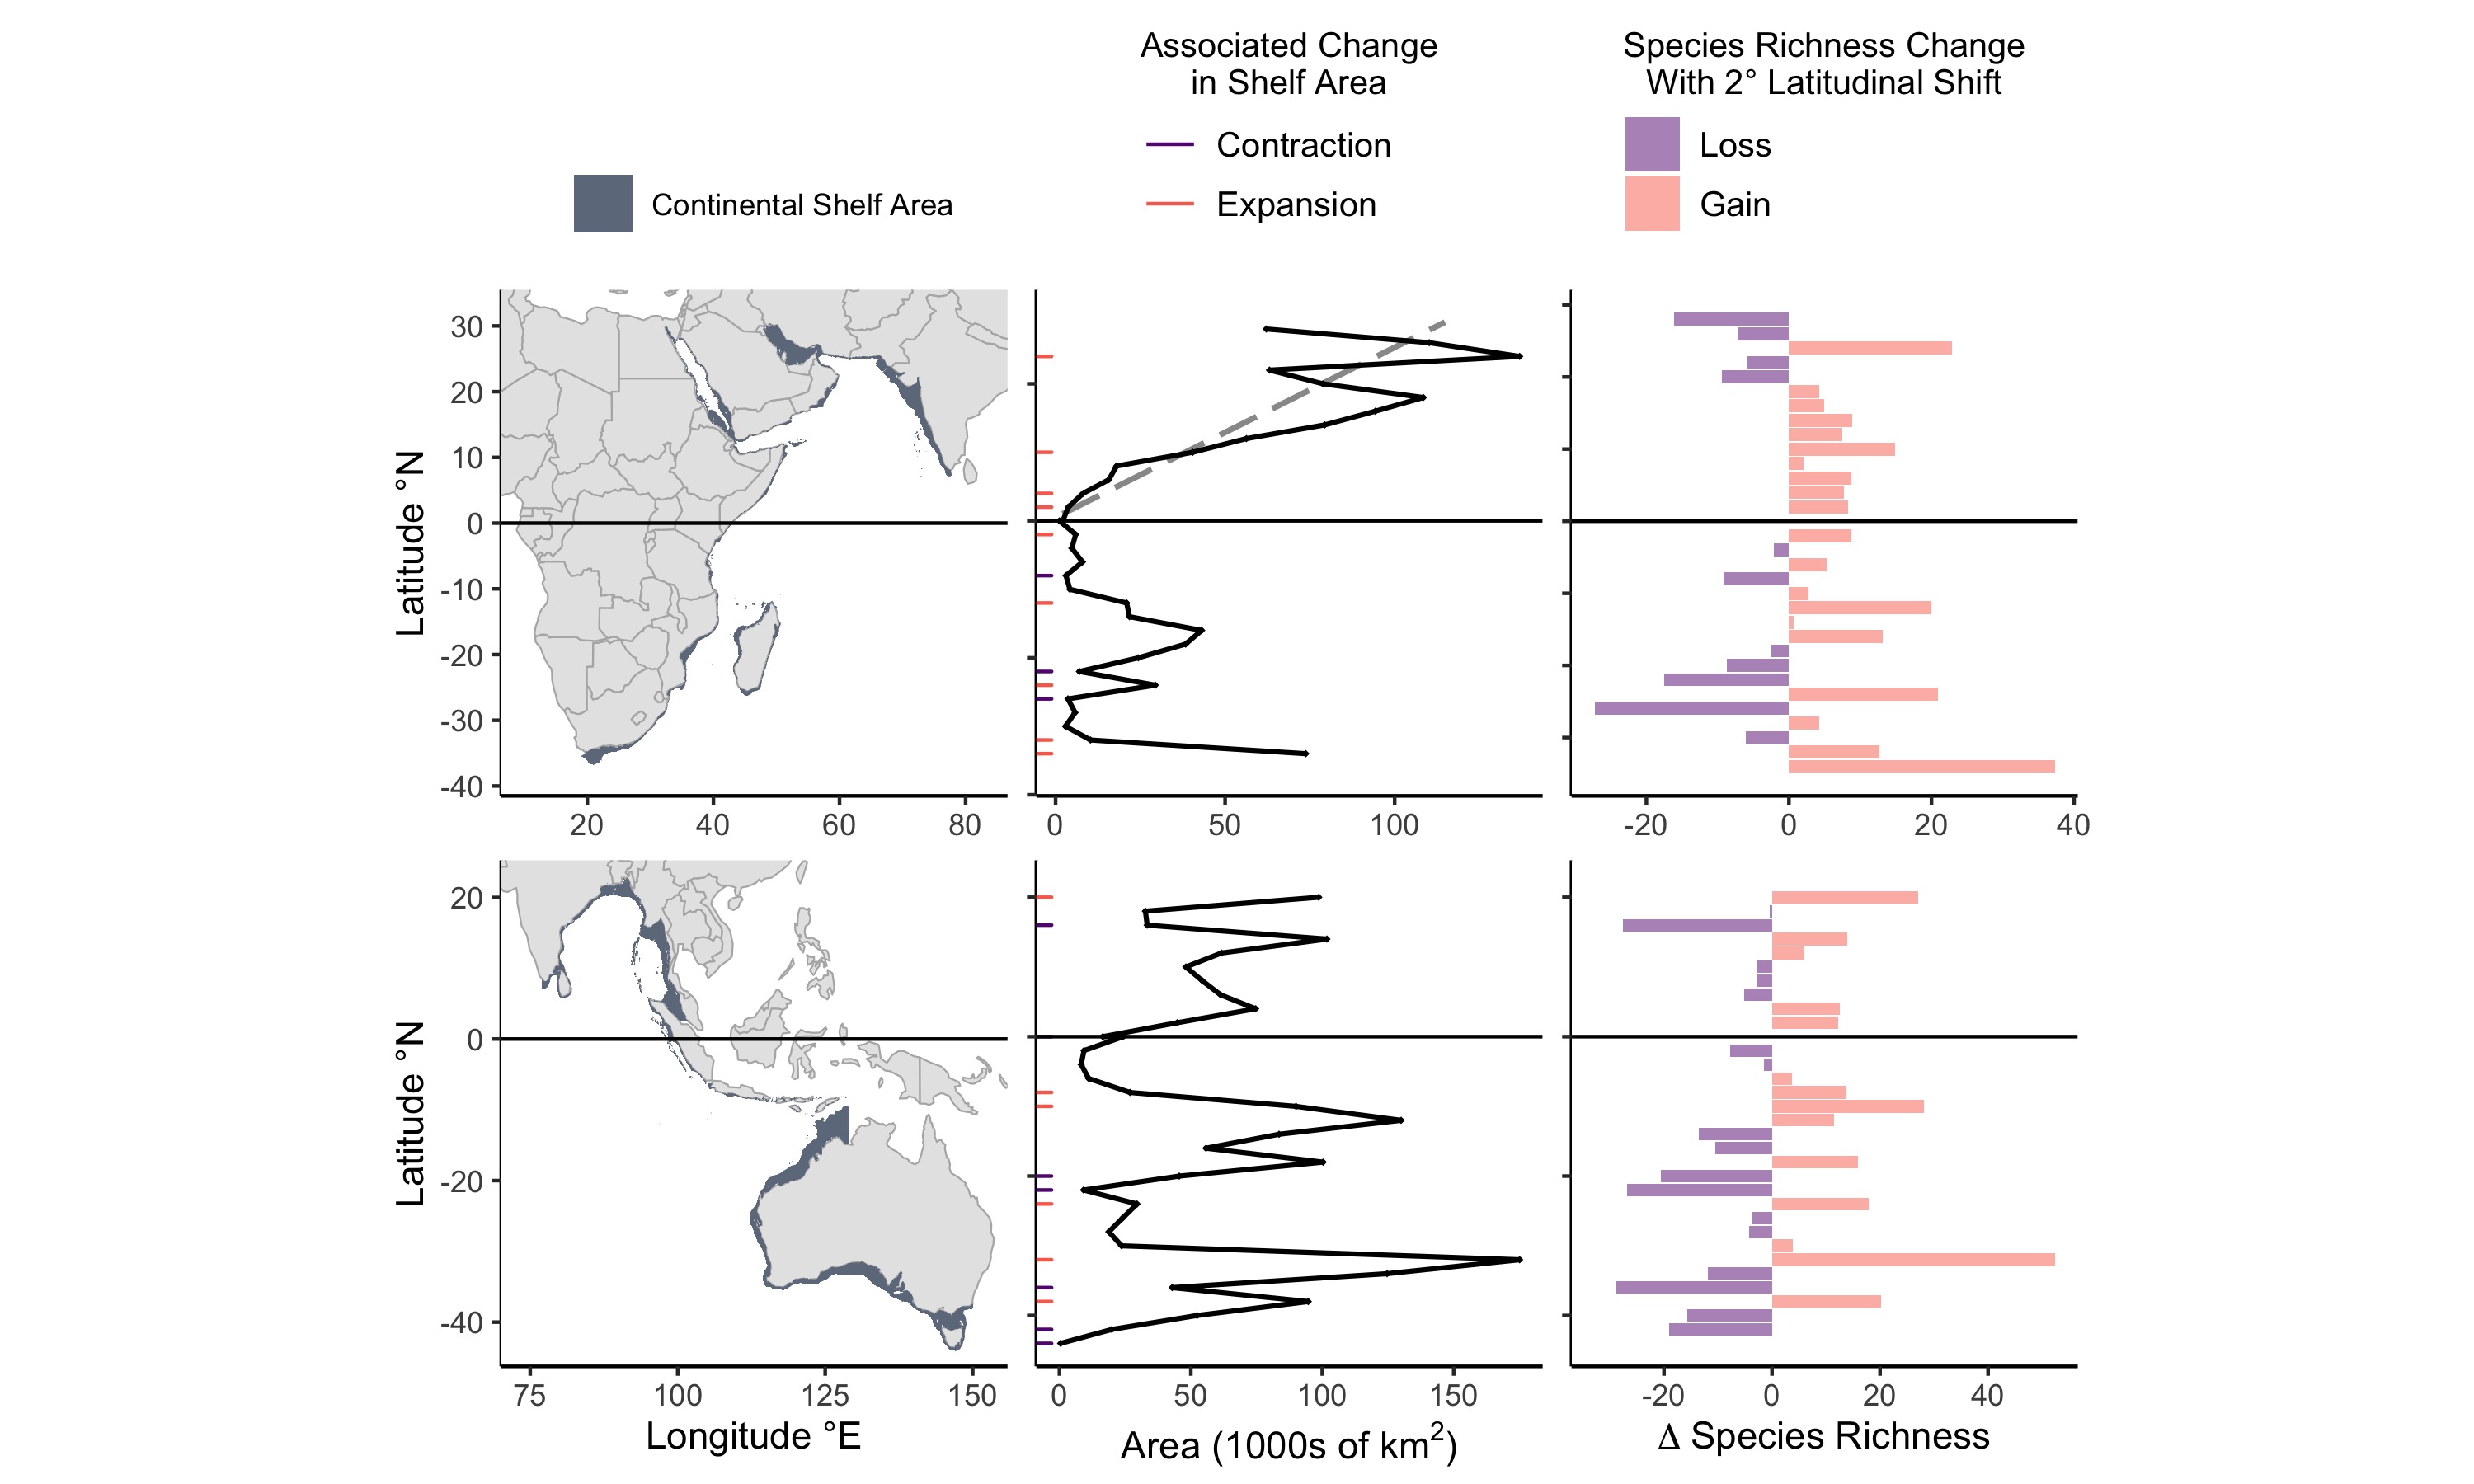 Associated Change
in Shelf Area
Species Richness Change
With 2° Latitudinal Shift
Contraction
Loss
Continental Shelf Area
Expansion
Gain
Latitude °N
30
20
10
0
-10
-20
-30
-40
20 40 60 80
0 50 100
-20 0 20 40
Latitude °N
20
0
-20
-40
75 100 125 150
0 50 100 150
-20 0 20 40
Longitude °E
Area (1000s of km²)
Δ Species Richness